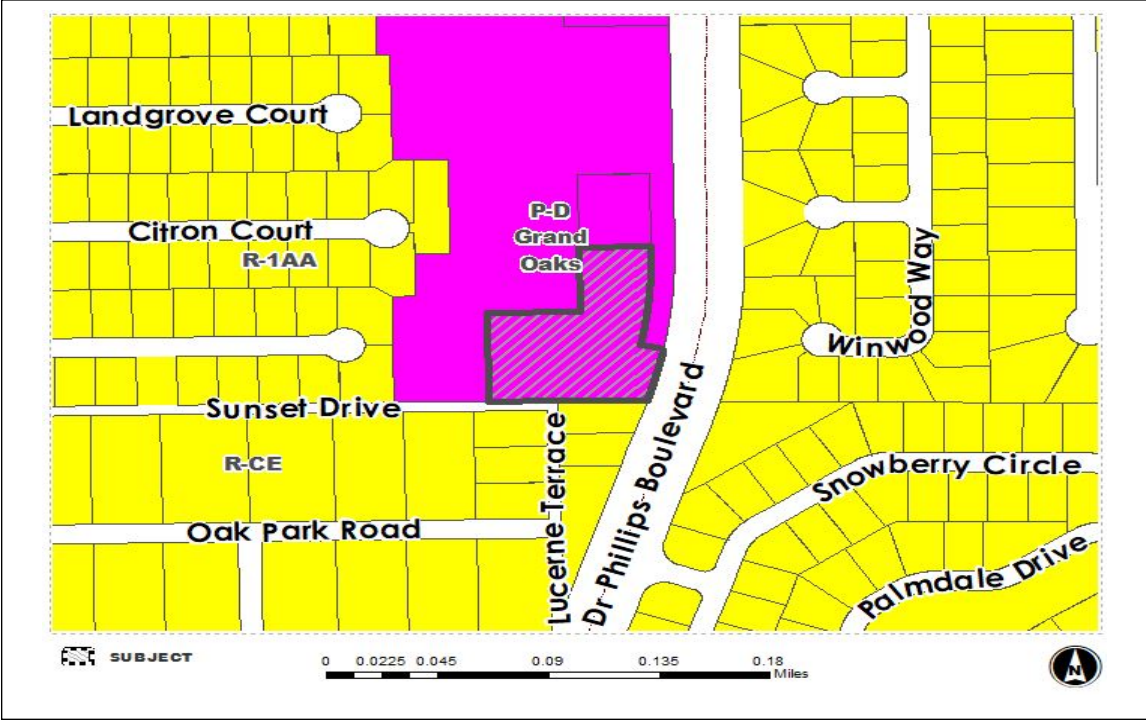 Landgrove Court
P-D
Grand
Oaks
Citron Court
R-1AA
Winwood Way
Sunset Drive
R-CE
Lucerne Terrace
Dr Phillips Boulevard
Snowberry Circle
Oak Park Road
Palmdale Drive
SUBJECT
0 0.0225 0.045 0.09 0.135 0.18
Miles
N